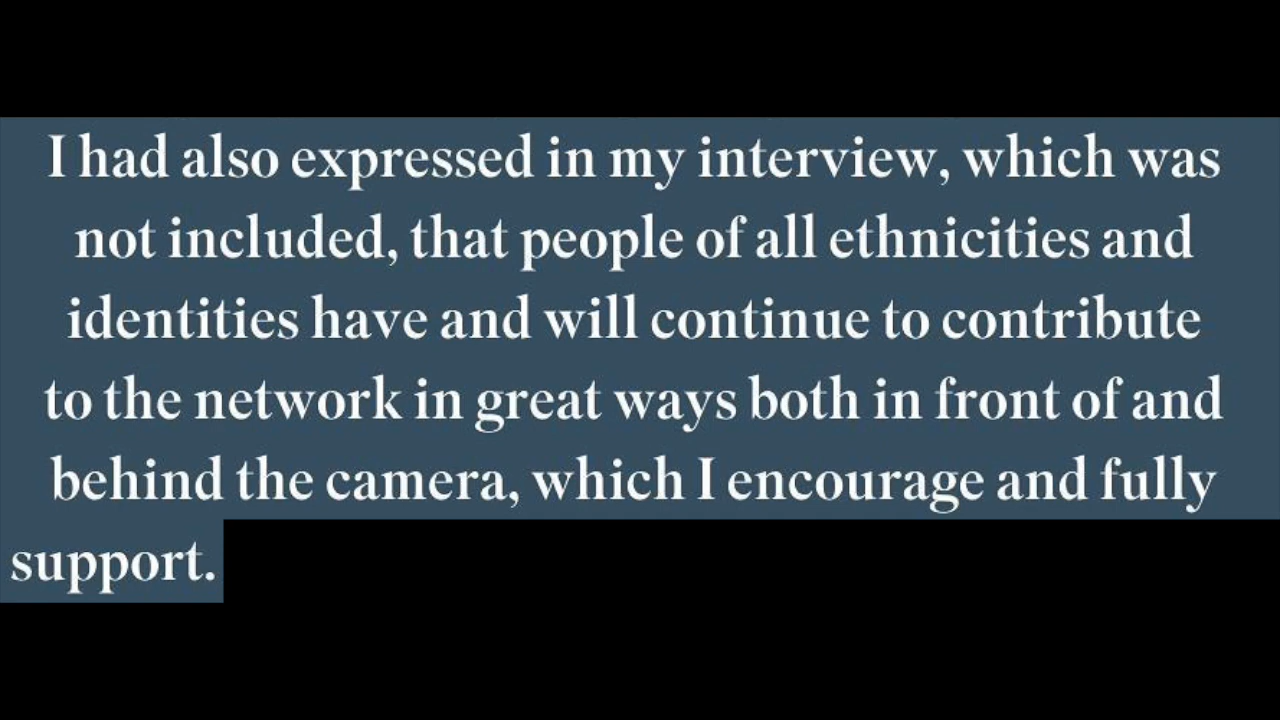 I had also expressed in my interview, which was
not included, that people of all ethnicities and
identities have and will continue to contribute
to the network in great ways both in front of and
behind the camera, which I encourage and fully
support.